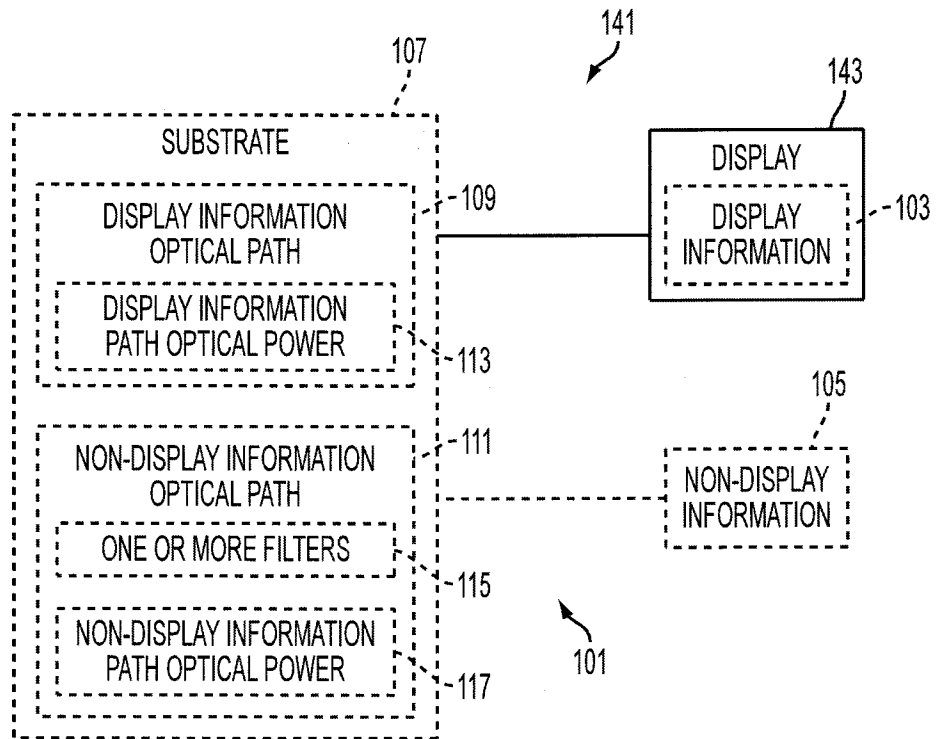 141
107
143
SUBSTRATE
DISPLAY
109
DISPLAY INFORMATION
OPTICAL PATH
DISPLAY
INFORMATION
103
DISPLAY INFORMATION
PATH OPTICAL POWER
113
105
111
NON-DISPLAY INFORMATION
OPTICAL PATH
NON-DISPLAY
INFORMATION
ONE OR MORE FILTERS
115
NON-DISPLAY INFORMATION
PATH OPTICAL POWER
117
101